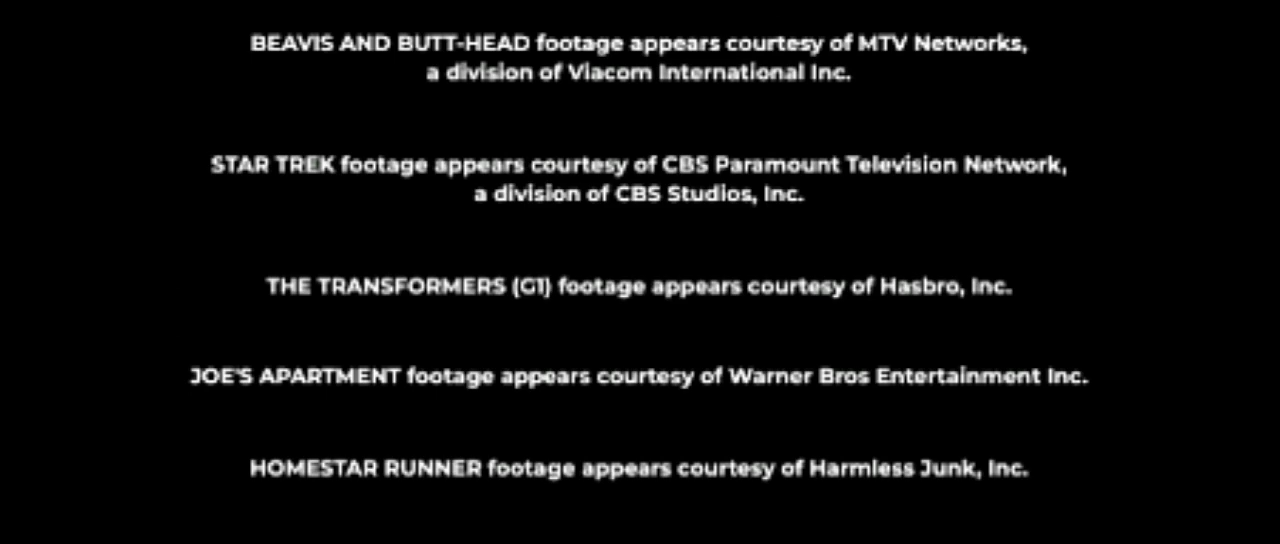 BEAVIS AND BUTT-HEAD footage appears courtesy of MTV Networks,
a division of Viacom International Inc.
STAR TREK footage appears courtesy of CBS Paramount Television Network,
a division of CBS Studios, Inc.
THE TRANSFORMERS (G1) footage appears courtesy of Hasbro, Inc.
JOE'S APARTMENT footage appears courtesy of Warner Bros Entertainment Inc.
HOMESTAR RUNNER footage appears courtesy of Harmless Junk, Inc.